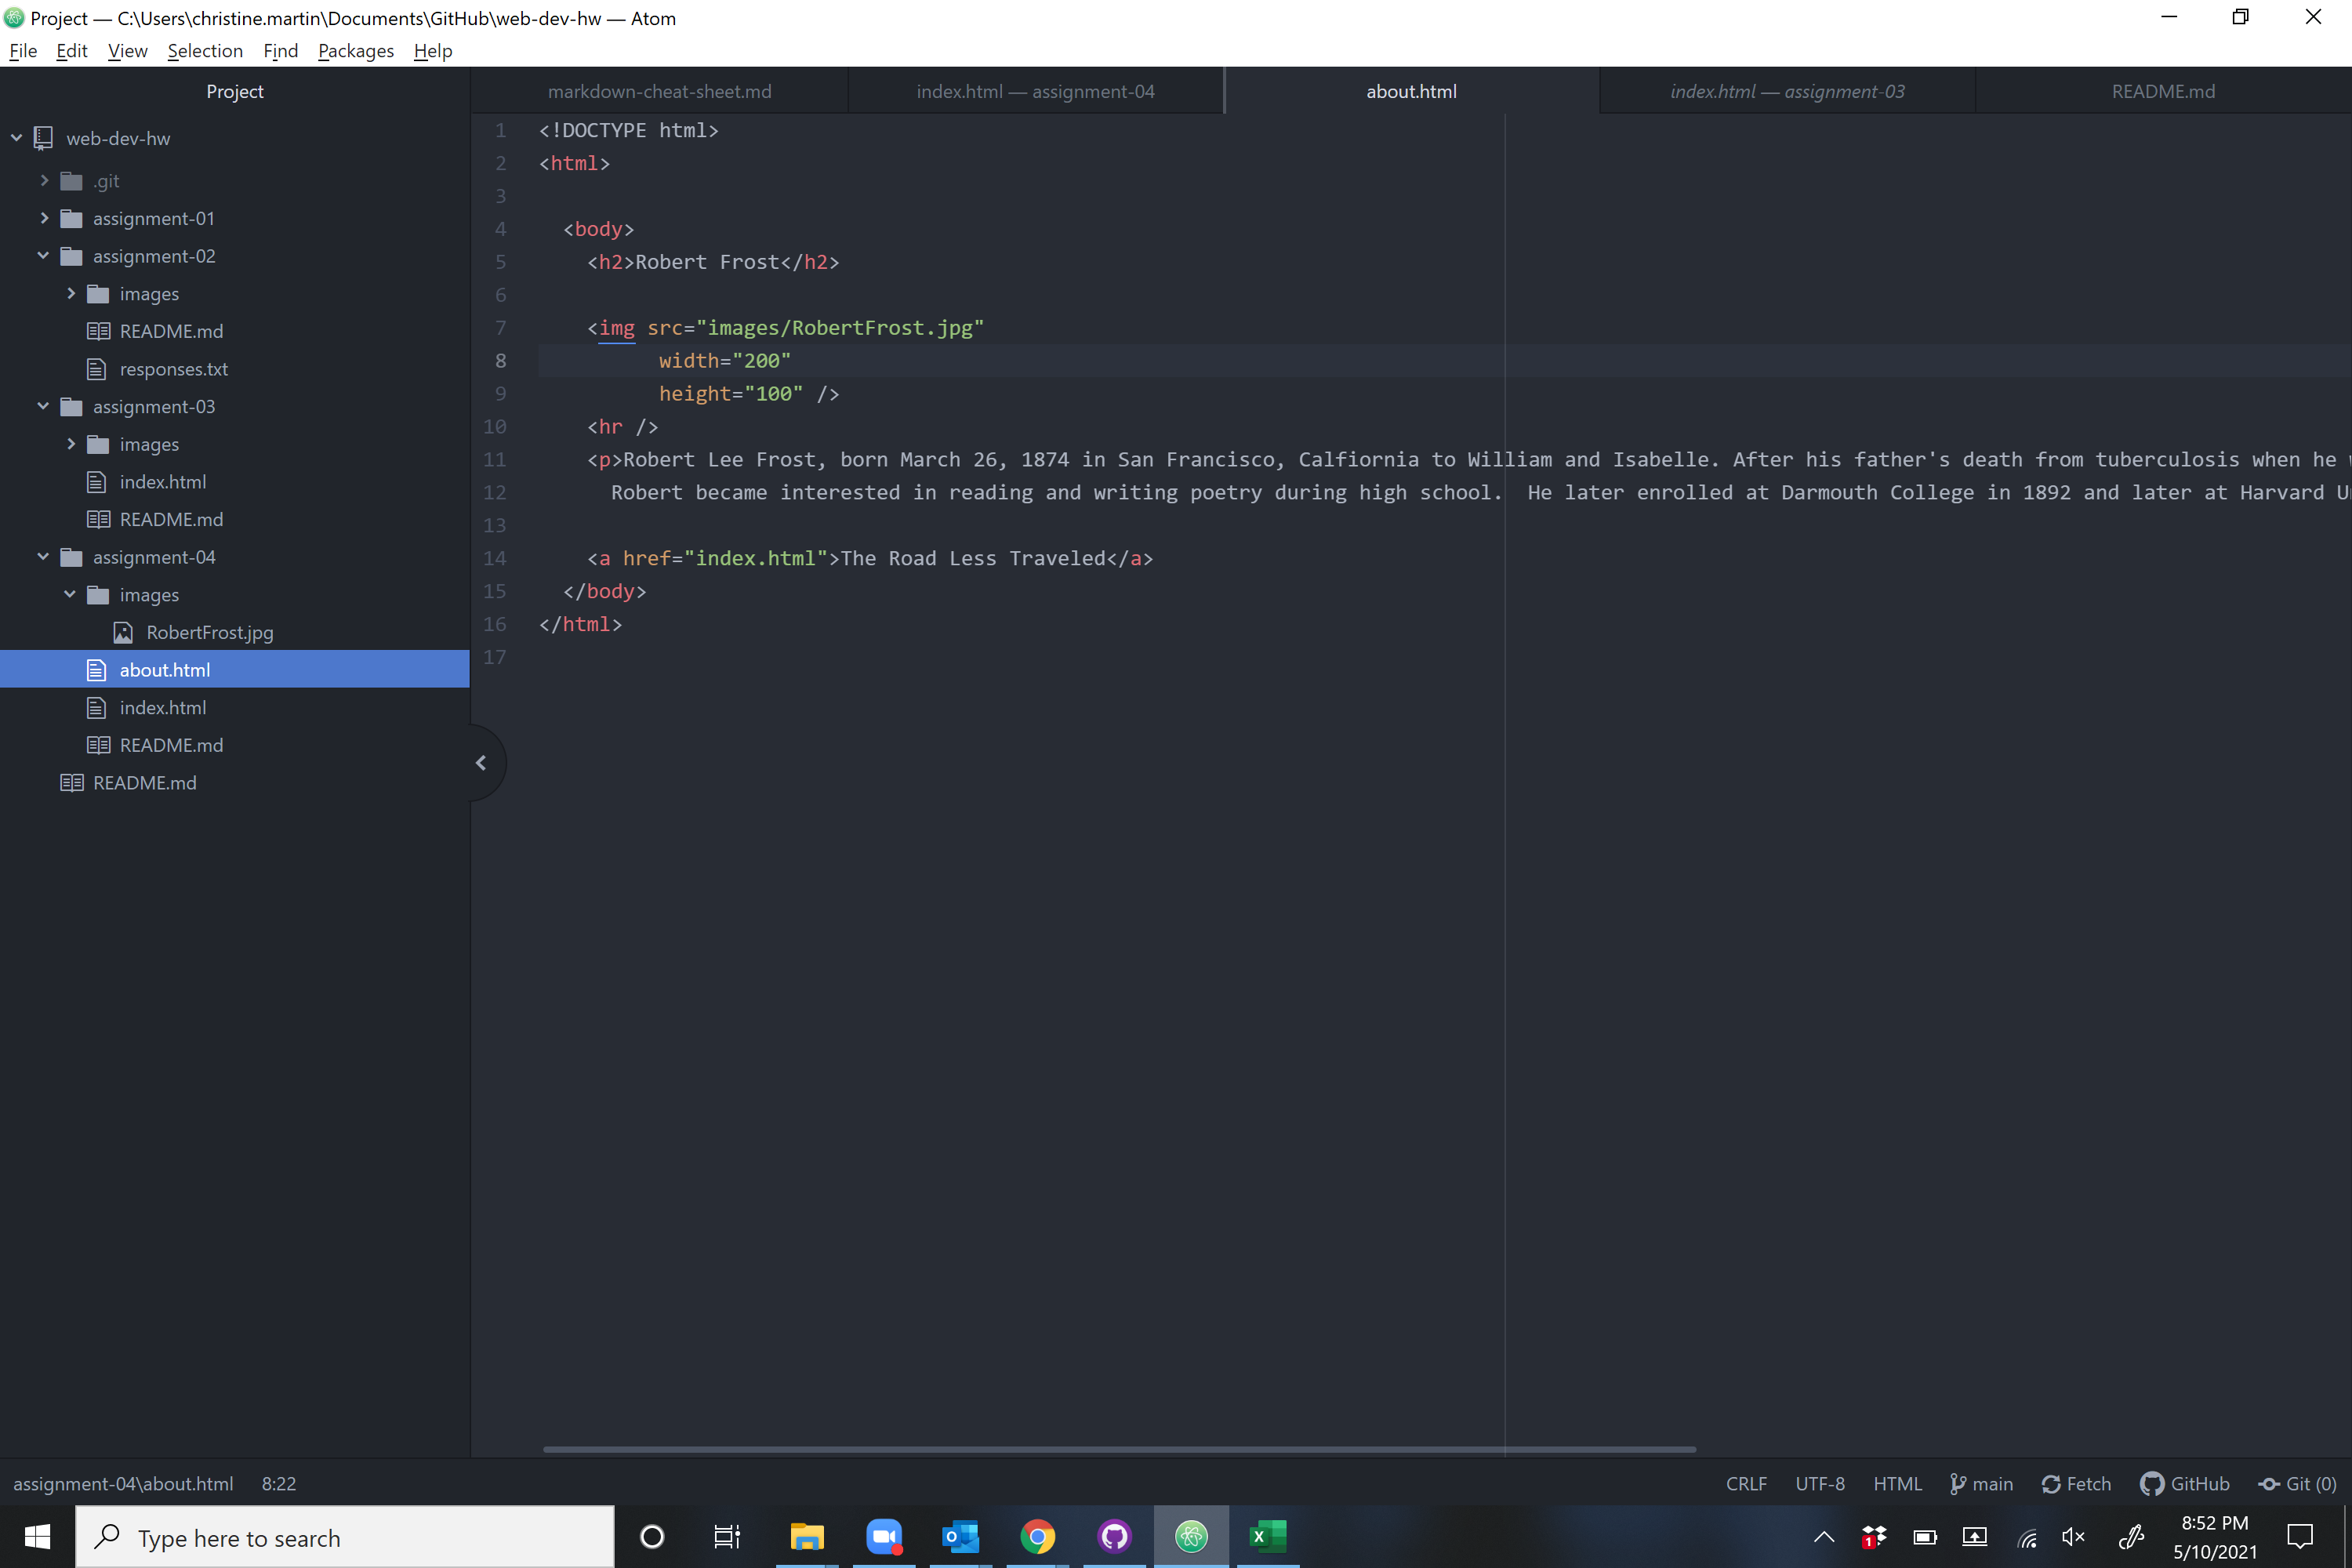 Project — C:\Users\christine.martin\Documents\GitHub\web-dev-hw — Atom
File Edit View Selection Find Packages Help
Project
web-dev-hw
.git
assignment-01
assignment-02
images
README.md
responses.txt
assignment-03
images
index.html
README.md
assignment-04
images
RobertFrost.jpg
about.html
index.html
README.md
README.md
markdown-cheat-sheet.md index.html — assignment-04 about.html index.html — assignment-03 README.md
1 <!DOCTYPE html>
2 <html>
3
4 <body>
5 <h2>Robert Frost</h2>
6
7 <img src="images/RobertFrost.jpg"
8 width="200"
9 height="100" />
10 <hr />
11 <p>Robert Lee Frost, born March 26, 1874 in San Francisco, Calfiornia to William and Isabelle. After his father's death from tuberculosis when he
12 Robert became interested in reading and writing poetry during high school.  He later enrolled at Darmouth College in 1892 and later at Harvard
13
14 <a href="index.html">The Road Less Traveled</a>
15 </body>
16 </html>
17
assignment-04\about.html 8:22 CRLF UTF-8 HTML main Fetch GitHub Git (0)
Type here to search
1
8:52 PM
5/10/2021